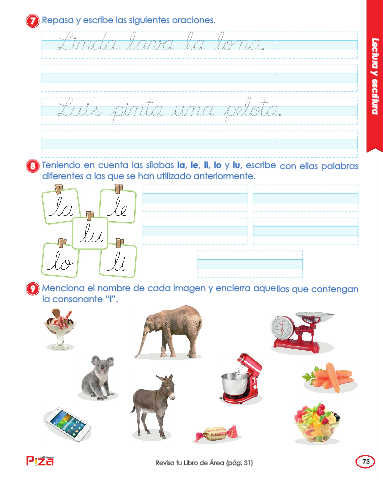 7 Repasa y escribe las siguientes oraciones.
Linda lava la lona.
Luis pinta una pelota.
Lectura y escritura
8 Teniendo en cuenta las sílabas la, le, li, lo y lu, escribe con ellas palabras
diferentes a las que se han utilizado anteriormente.
la le
lu
lo li
9 Menciona el nombre de cada imagen y encierra aquellas que contengan
la consonante "l".
Piza
Revisa tu Libro de Área (pág. 31)
73